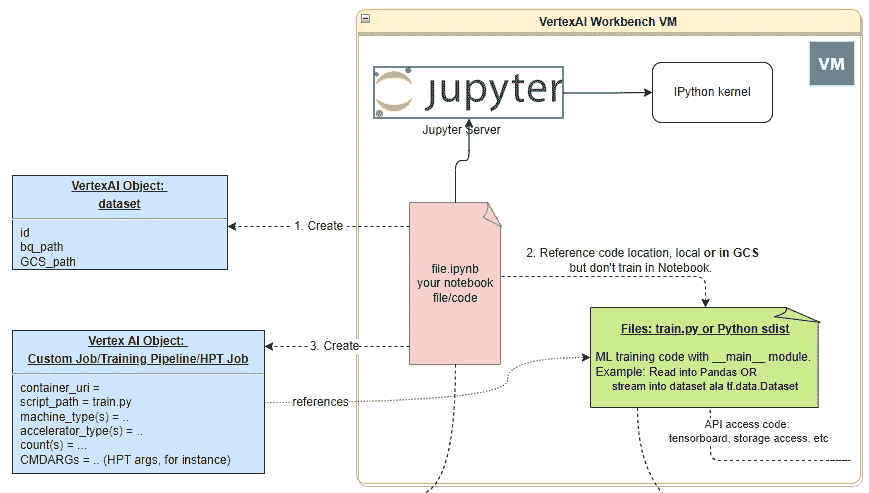 VertexAI Workbench VM
VM
jupyter
Jupyter Server
IPython kernel
VertexAI Object:
dataset
id
bq_path
GCS_path
1. Create
file.ipynb
your notebook
file/code
2. Reference code location, local or in GCS
but don't train in Notebook.
Files: train.py or Python sdist
ML training code with __main__ module.
Example: Read into Pandas OR
stream into dataset ala tf.data.Dataset
Vertex AI Object:
Custom Job/Training Pipeline/HPT Job
container_uri =
script_path = train.py
machine_type(s) = ..
accelerator_type(s) = ..
count(s) = ...
CMDARGs = .. (HPT args, for instance)
3. Create
references
API access code:
tensorboard, storage access, etc